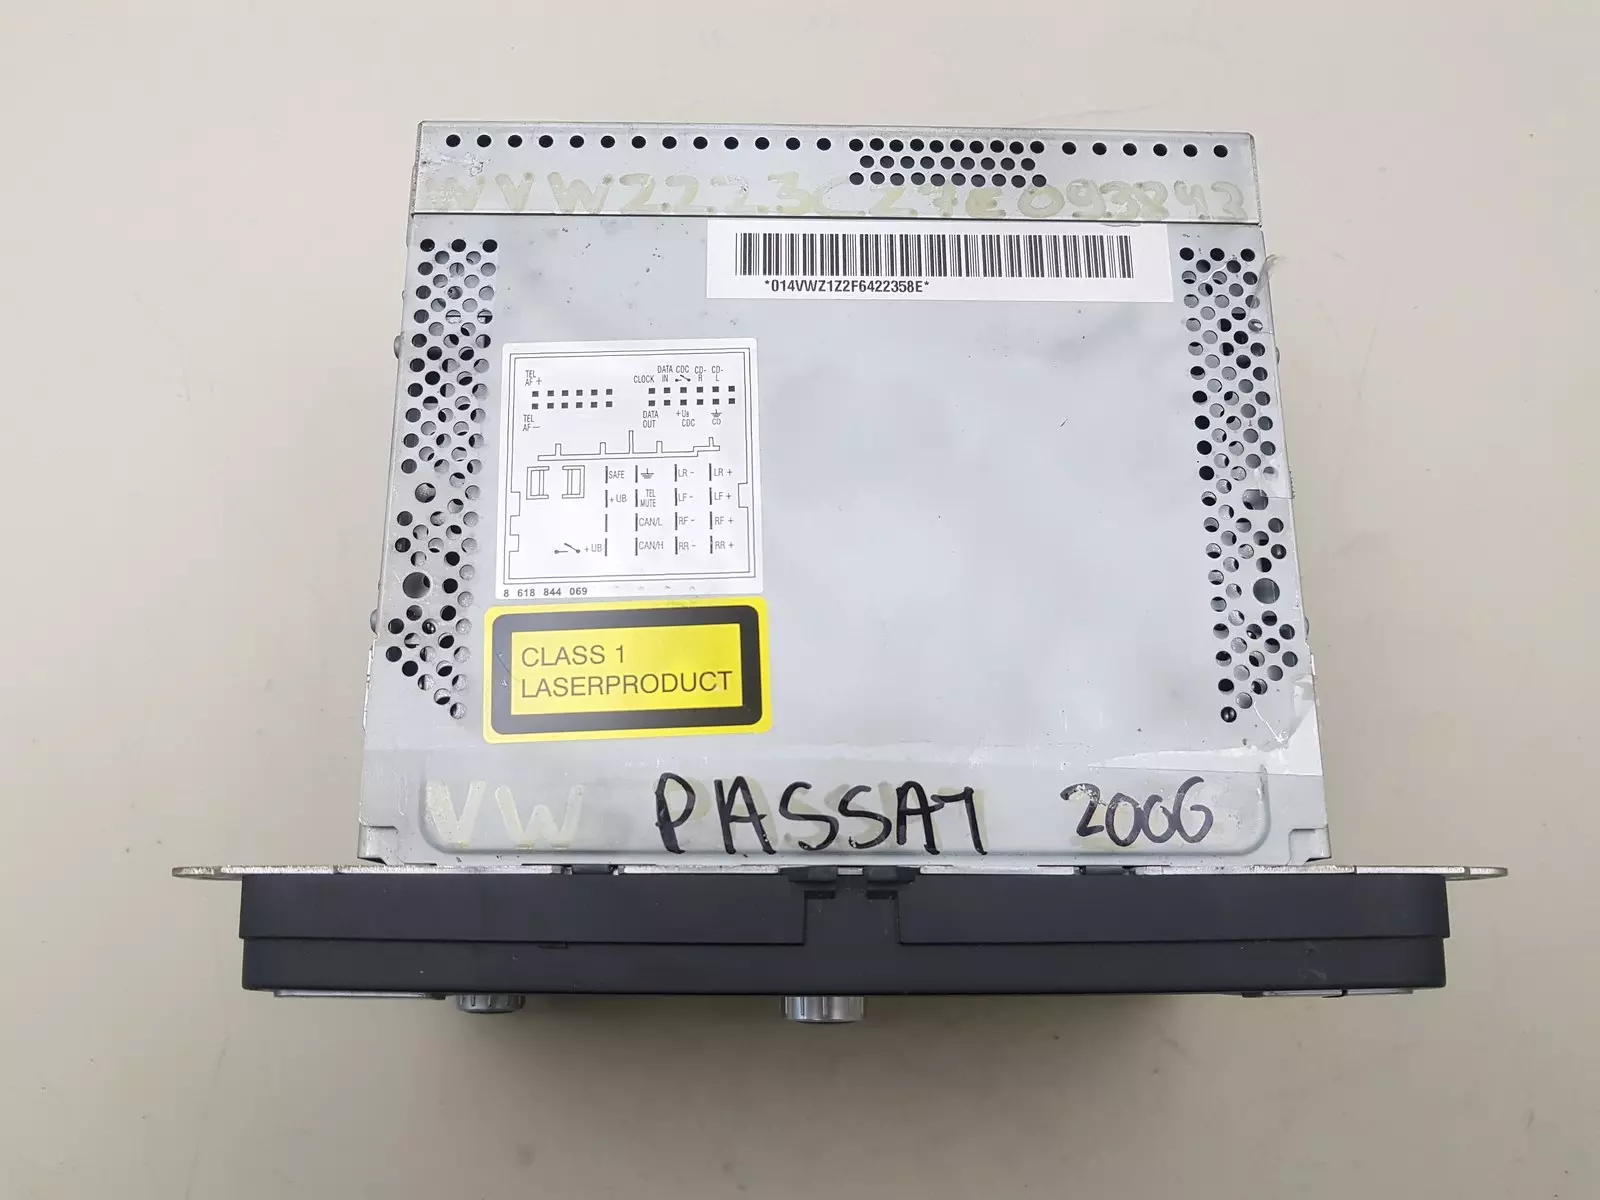 WVWZZZ3CZ7E093843
*014VWZ1Z2F6422358E*
TEL AF + CLOCK DATA IN CDC CD- R CD- L
TEL AF — DATA OUT + Ua CDC CD
SAFE LR - LR +
+ UB TEL MUTE LF - LF +
CAN/L RF - RF +
+ UB CAN/H RR - RR +
8 618 844 069
CLASS 1
LASERPRODUCT
VW PASSAT 2006